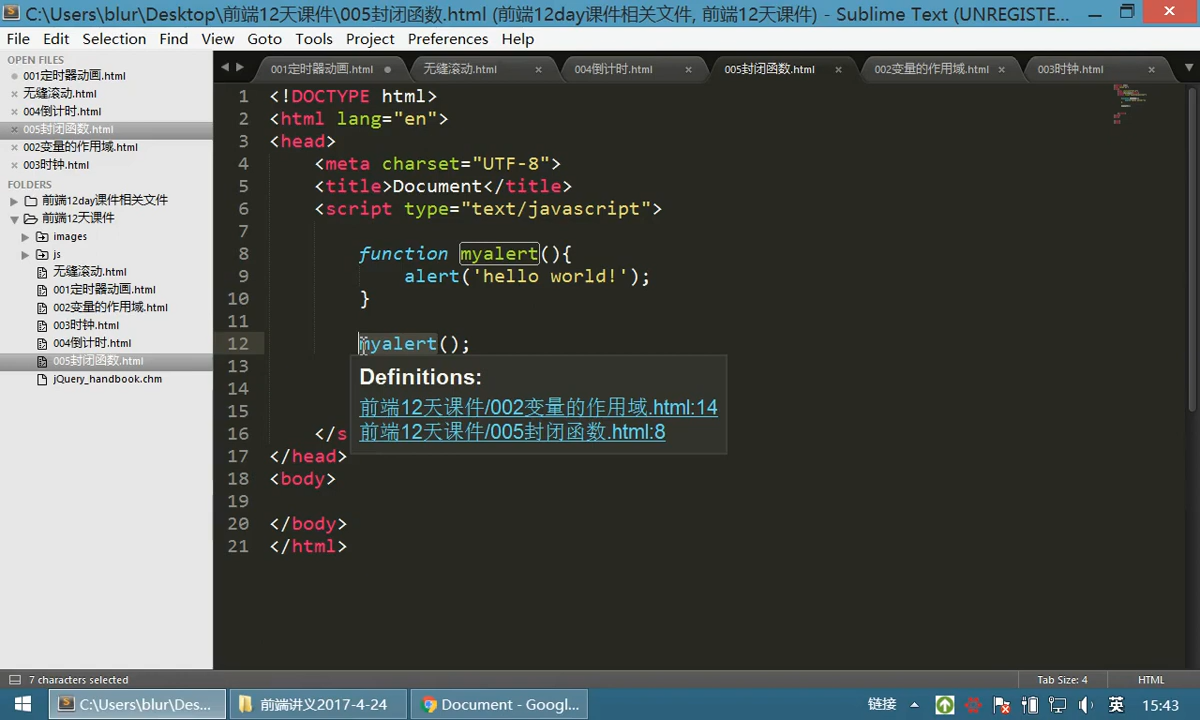 C:\Users\blur\Desktop\前端12天课件\005封闭函数.html (前端12day课件相关文件, 前端12天课件) - Sublime Text (UNREGISTE...
File Edit Selection Find View Goto Tools Project Preferences Help
OPEN FILES
001定时器动画.html
无缝滚动.html
004倒计时.html
005封闭函数.html
002变量的作用域.html
003时钟.html
FOLDERS
前端12day课件相关文件
前端12天课件
images
js
无缝滚动.html
001定时器动画.html
002变量的作用域.html
003时钟.html
004倒计时.html
005封闭函数.html
jQuery_handbook.chm
001定时器动画.html 无缝滚动.html 004倒计时.html 005封闭函数.html 002变量的作用域.html 003时钟.html
1 <!DOCTYPE html>
2 <html lang="en">
3 <head>
4 <meta charset="UTF-8">
5 <title>Document</title>
6 <script type="text/javascript">
7
8 function myalert(){
9 alert('hello world!');
10 }
11
12 myalert();
13
14
15
16 </s
17 </head>
18 <body>
19
20 </body>
21 </html>
Definitions:
前端12天课件/002变量的作用域.html:14
前端12天课件/005封闭函数.html:8
7 characters selected Tab Size: 4 HTML
C:\Users\blur\Des... 前端讲义2017-4-24 Document - Googl... 链接 英 15:43